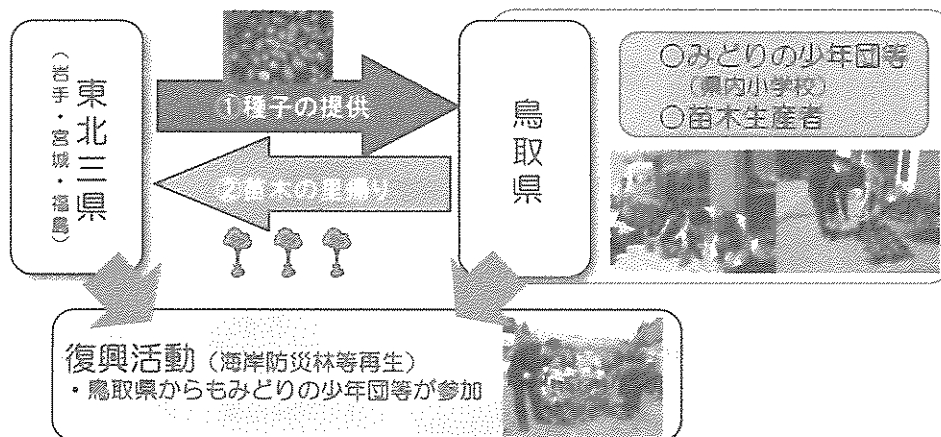 東北三県
（岩手・宮城・福島）
①種子の提供
②苗木の里帰り
鳥取県
○みどりの少年団等
（県内小学校）
○苗木生産者
復興活動（海岸防災林等再生）
・鳥取県からもみどりの少年団等が参加